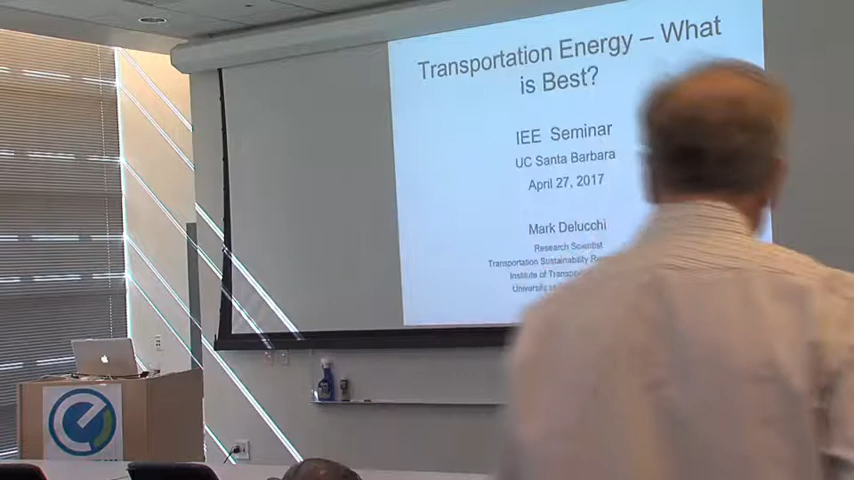 Transportation Energy – What
is Best?
IEE Seminar
UC Santa Barbara
April 27, 2017
Mark Delucchi
Research Scientist
Transportation Sustainability
Institute of
University
e